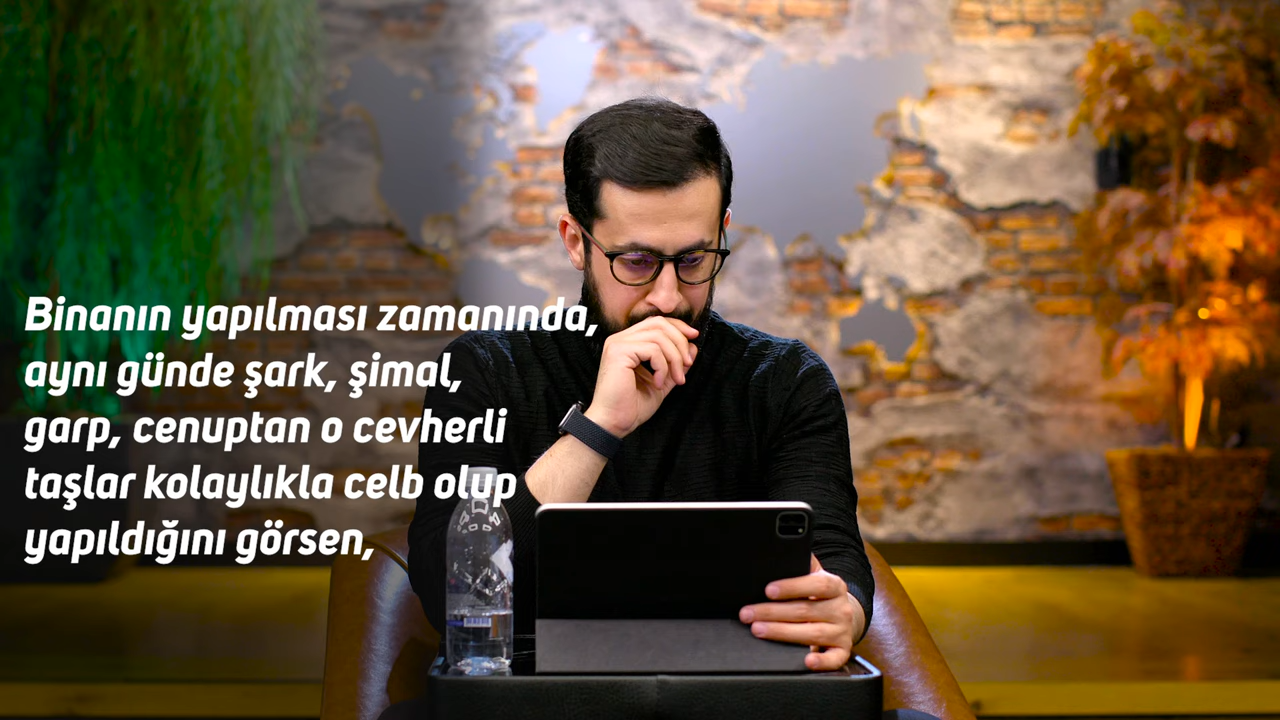 Binanın yapılması zamanında,
aynı günde şark, şimal,
garp, cenuptan o cevherli
taşlar kolaylıkla celb olup
yapıldığını görsen,